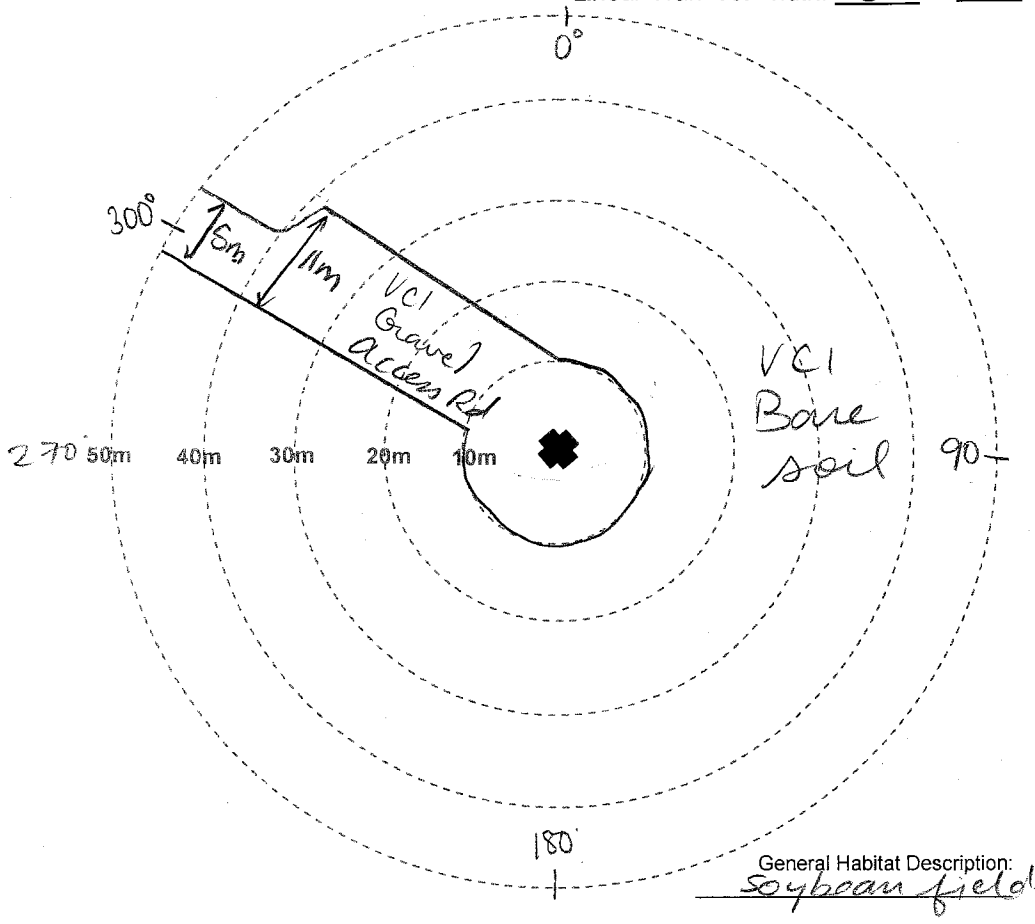 0°
300°
5m
11m
VC1
Gravel
access Rd
VC1
Bare
soil
270 50m 40m 30m 20m 10m
90
180
General Habitat Description:
Soybean field